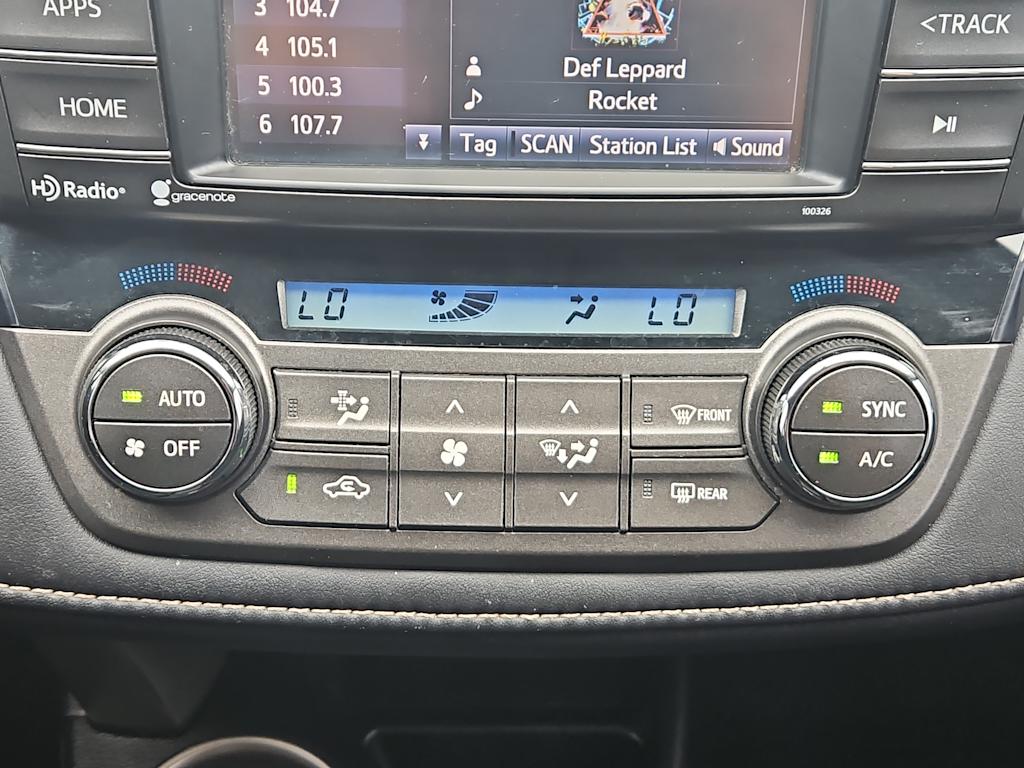 APPS
HOME
HD Radio®
gracenote
3 104.7
4 105.1
5 100.3
6 107.7
Def Leppard
Rocket
Tag SCAN Station List Sound
<TRACK
100326
LO LO
AUTO
OFF
FRONT
REAR
SYNC
A/C